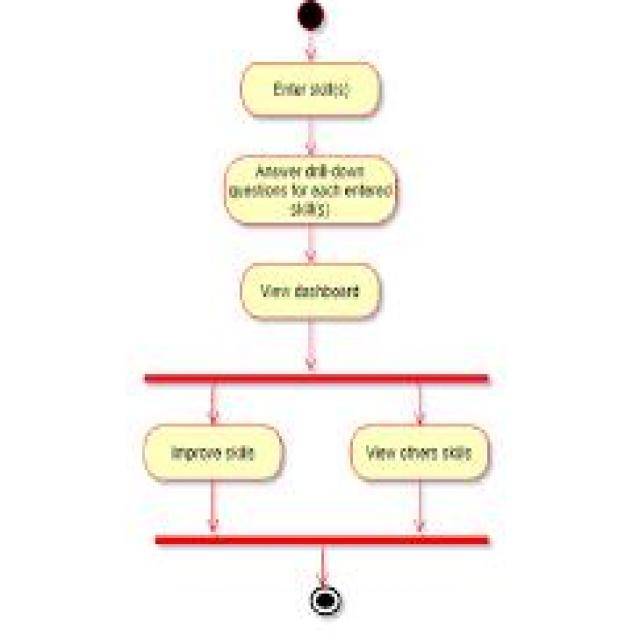 Enter skill(s)
Answer drill-down
questions for each entered
skill(s)
View dashboard
Improve skills
View others skills